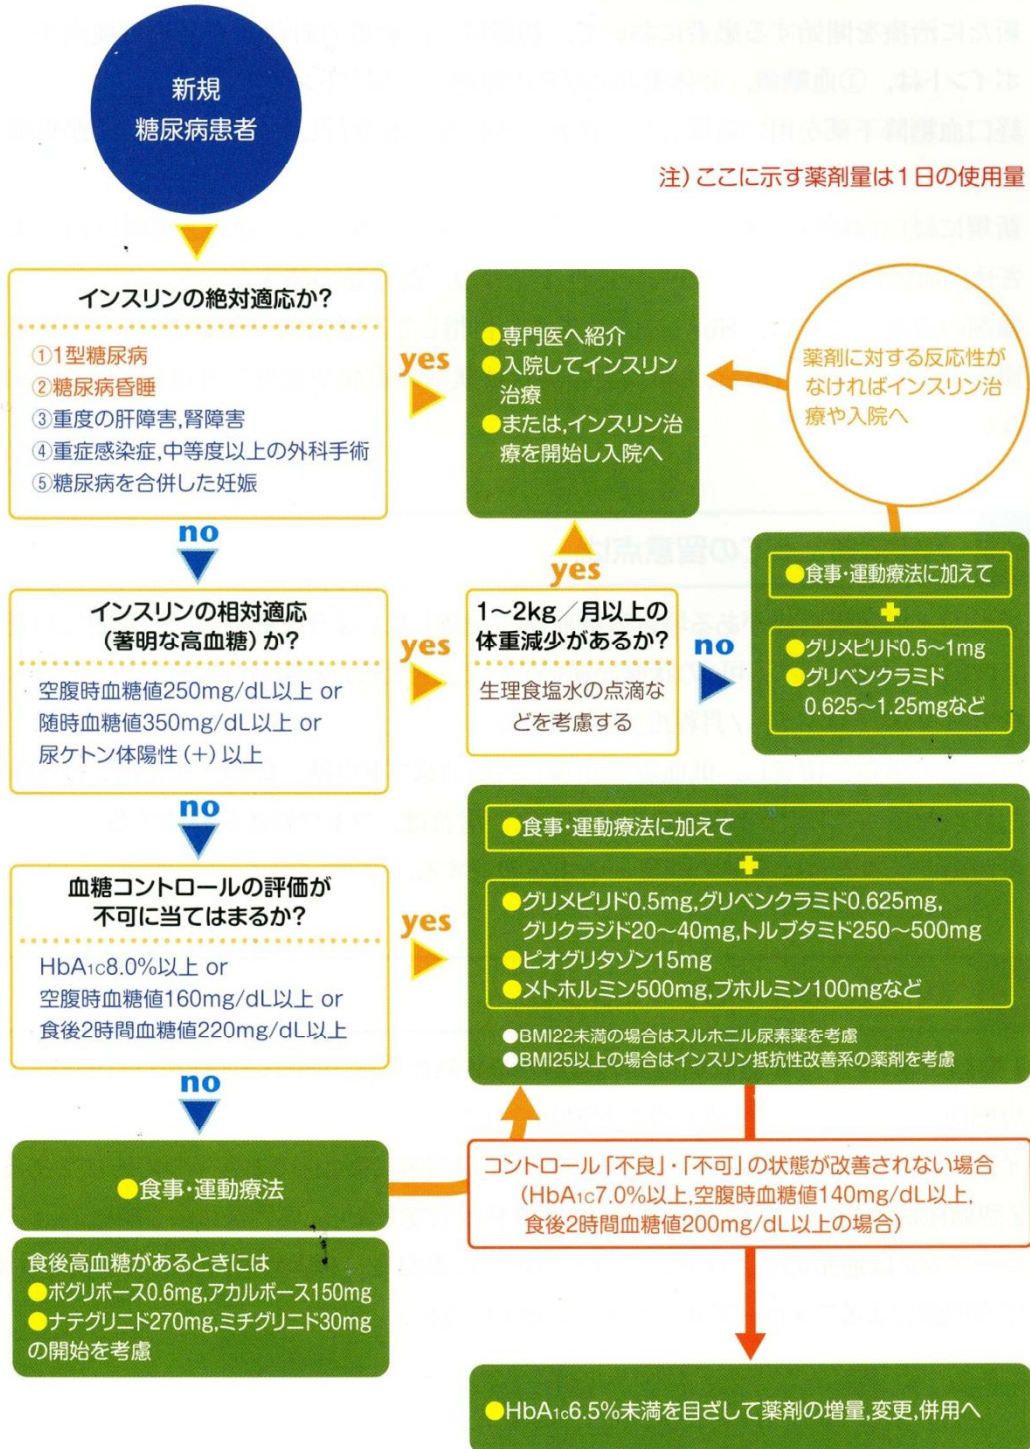 新規
糖尿病患者
注)ここに示す薬剤量は1日の使用量
インスリンの絶対適応か?
①1型糖尿病
②糖尿病昏睡
③重度の肝障害,腎障害
④重症感染症,中等度以上の外科手術
⑤糖尿病を合併した妊娠
yes
●専門医へ紹介
●入院してインスリン
治療
●または,インスリン治
療を開始し入院へ
薬剤に対する反応性が
なければインスリン治
療や入院へ
no
インスリンの相対適応
(著明な高血糖)か?
空腹時血糖値250mg/dL以上 or
随時血糖値350mg/dL以上 or
尿ケトン体陽性(+)以上
yes
yes
1~2kg/月以上の
体重減少があるか?
生理食塩水の点滴な
どを考慮する
no
●食事・運動療法に加えて
+
●グリメピリド0.5~1mg
●グリベンクラミド
0.625~1.25mgなど
no
血糖コントロールの評価が
不可に当てはまるか?
HbA1C8.0%以上 or
空腹時血糖値160mg/dL以上 or
食後2時間血糖値220mg/dL以上
yes
●食事・運動療法に加えて
+
●グリメピリド0.5mg,グリベンクラミド0.625mg,
グリクラジド20~40mg,トルブタミド250~500mg
●ピオグリタゾン15mg
●メトホルミン500mg,ブホルミン100mgなど
●BMI22未満の場合はスルホニル尿素薬を考慮
●BMI25以上の場合はインスリン抵抗性改善系の薬剤を考慮
no
●食事・運動療法
食後高血糖があるときには
●ボグリボース0.6mg,アカルボース150mg
●ナテグリニド270mg,ミチグリニド30mg
の開始を考慮
コントロール「不良」・「不可」の状態が改善されない場合
(HbA1C7.0%以上,空腹時血糖値140mg/dL以上,
食後2時間血糖値200mg/dL以上の場合)
●HbA1C6.5%未満を目ざして薬剤の増量,変更,併用へ